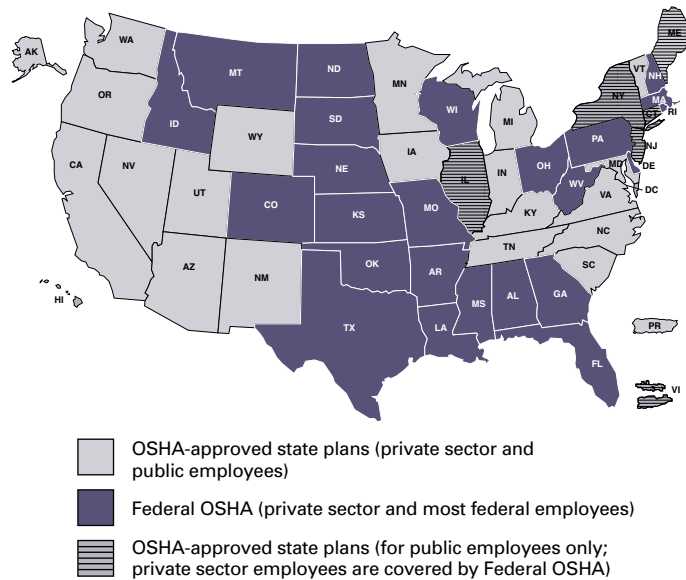 AK
WA
ME
MT
ND
VT
NH
MN
OR
NY
MA
ID
WI
SD
CT
RI
WY
MI
PA
IA
NJ
NE
OH
CA
NV
IL
IN
MD
DE
UT
WV
CO
VA
DC
KS
MO
KY
NC
TN
AZ
OK
NM
AR
SC
HI
MS
AL
GA
TX
LA
PR
FL
VI
OSHA-approved state plans (private sector and
public employees)
Federal OSHA (private sector and most federal employees)
OSHA-approved state plans (for public employees only;
private sector employees are covered by Federal OSHA)